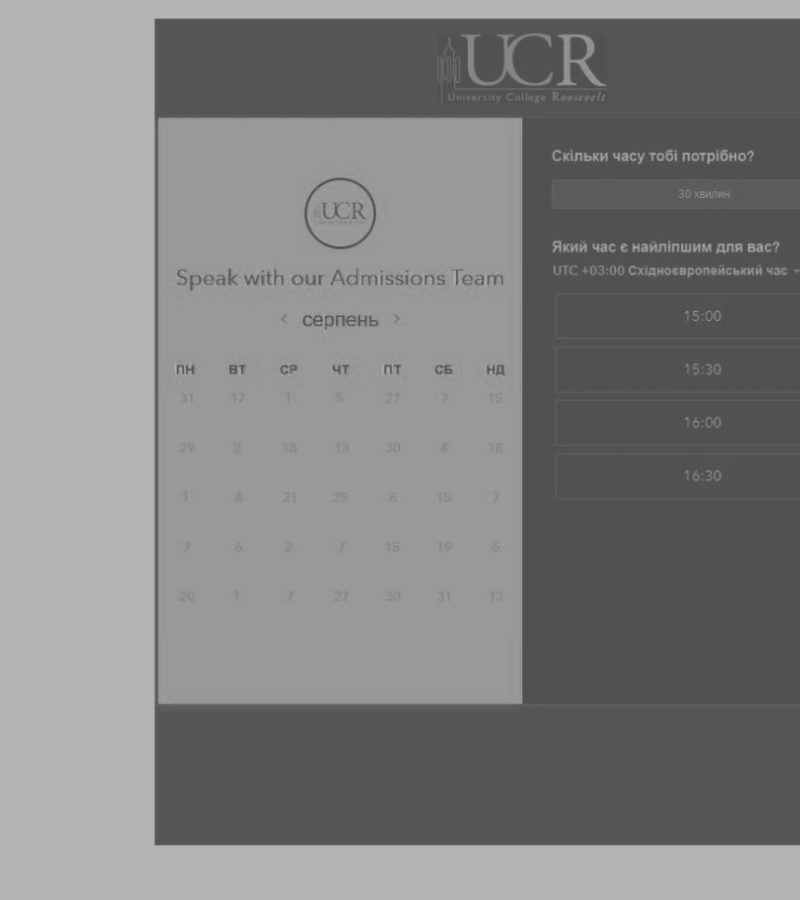 UCR
University College Roosevelt
UCR
Speak with our Admissions Team
< серпень >
ПН ВТ СР ЧТ ПТ СБ НД
31 17 1 5 27 7 15
29 2 18 13 30 4 18
1 4 21 25 6 15 7
7 6 2 7 15 19 6
20 1 7 27 30 31 13
Скільки часу тобі потрібно?
30 хвилин
Який час є найліпшим для вас?
UTC +03:00 Східноєвропейський час
15:00
15:30
16:00
16:30